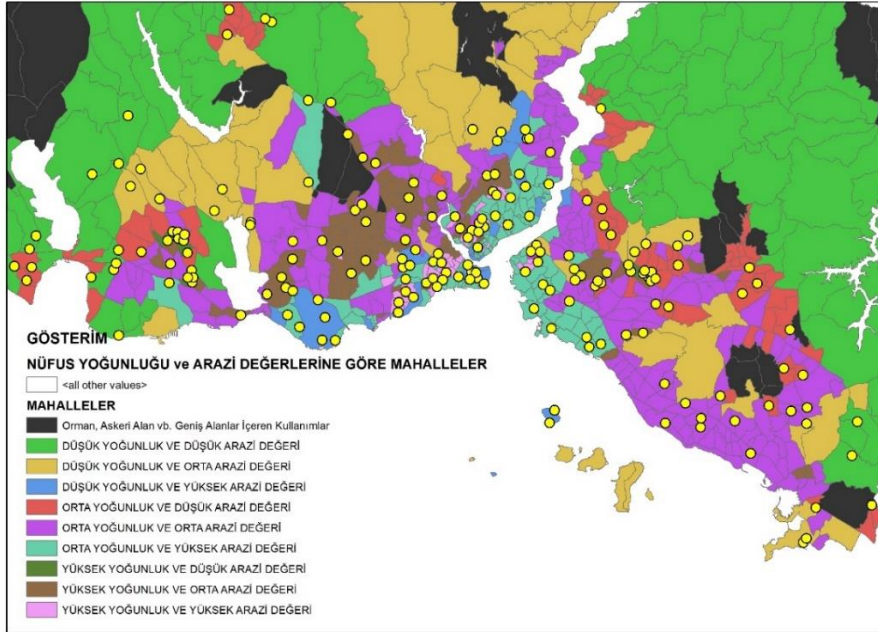 GÖSTERİM
NÜFUS YOĞUNLUĞU ve ARAZİ DEĞERLERİNE GÖRE MAHALLELER
<all other values>
MAHALLELER
Orman, Askeri Alan vb. Geniş Alanlar İçeren Kullanımlar
DÜŞÜK YOĞUNLUK VE DÜŞÜK ARAZİ DEĞERİ
DÜŞÜK YOĞUNLUK VE ORTA ARAZİ DEĞERİ
DÜŞÜK YOĞUNLUK VE YÜKSEK ARAZİ DEĞERİ
ORTA YOĞUNLUK VE DÜŞÜK ARAZİ DEĞERİ
ORTA YOĞUNLUK VE ORTA ARAZİ DEĞERİ
ORTA YOĞUNLUK VE YÜKSEK ARAZİ DEĞERİ
YÜKSEK YOĞUNLUK VE DÜŞÜK ARAZİ DEĞERİ
YÜKSEK YOĞUNLUK VE ORTA ARAZİ DEĞERİ
YÜKSEK YOĞUNLUK VE YÜKSEK ARAZİ DEĞERİ